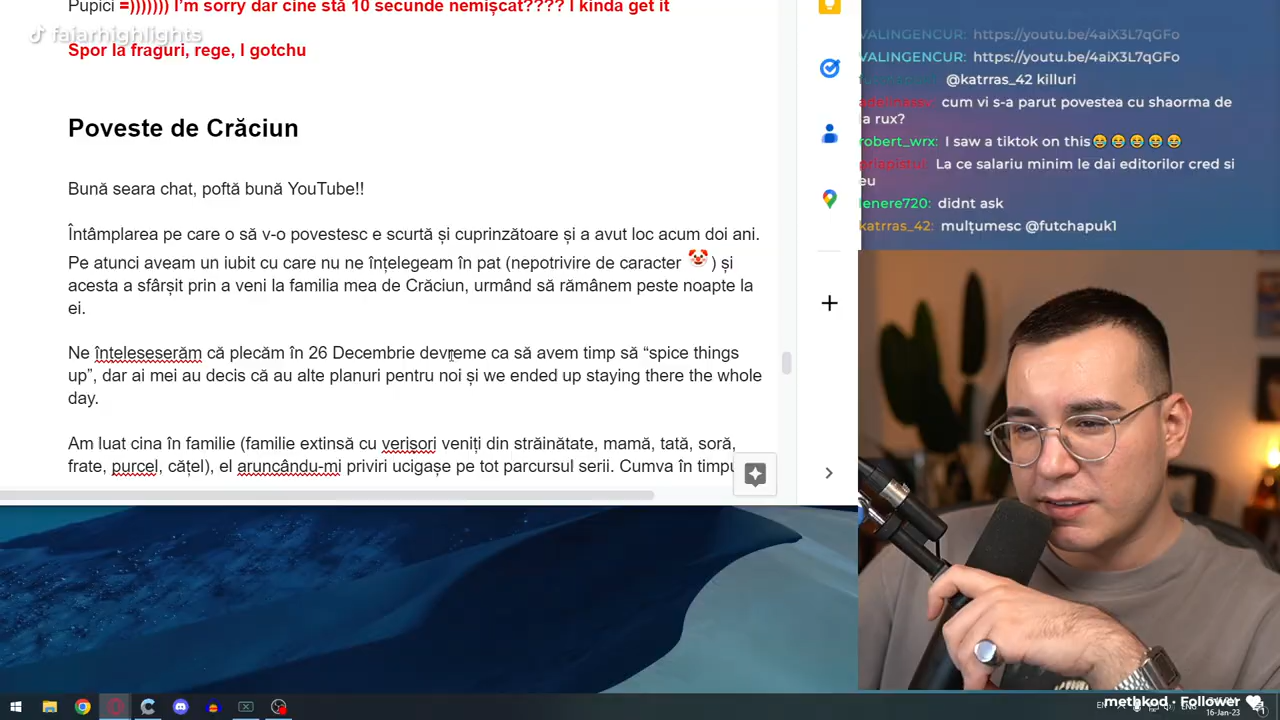 Pupici =))))))) I'm sorry dar cine stă 10 secunde nemișcat???? I kinda get it
faiarhighlights
Spor la fraguri, rege, I gotchu
Poveste de Crăciun
Bună seara chat, poftă bună YouTube!!
Întâmplarea pe care o să v-o povestesc e scurtă și cuprinzătoare și a avut loc acum doi ani.
Pe atunci aveam un iubit cu care nu ne înțelegeam în pat (nepotrivire de caracter 🤡) și
acesta a sfârșit prin a veni la familia mea de Crăciun, urmând să rămânem peste noapte la
ei.
Ne înteleseserăm că plecăm în 26 Decembrie devreme ca să avem timp să “spice things
up”, dar ai mei au decis că au alte planuri pentru noi și we ended up staying there the whole
day.
Am luat cina în familie (familie extinsă cu verișori veniți din străinătate, mamă, tată, soră,
frate, purcel, cățel), el aruncându-mi priviri ucigașe pe tot parcursul serii. Cumva în timpu
VALINGENCUR: https://youtu.be/4aiX3L7qGFo
VALINGENCUR: https://youtu.be/4aiX3L7qGFo
@katrras_42 killuri
cum vi s-a parut povestea cu shaorma de
a rux?
robert_wrx: I saw a tiktok on this😂😂😂😂😂
La ce salariu minim le dai editorilor cred si
eu
lenere720: didnt ask
katrras_42: mulțumesc @futchapuk1
methkod · Follower
16-Jan-23